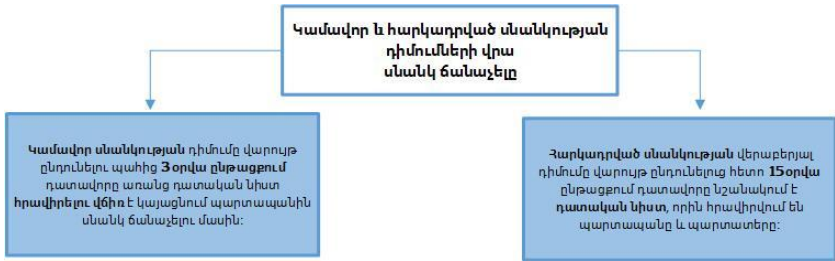 Կամավոր և հարկադրված սնանկության
դիմումների վրա
սնանկ ճանաչելը
Կամավոր սնանկության դիմումը վարույթ
ընդունելու պահից 3 օրվա ընթացքում
դատավորը առանց դատական նիստ
հրավիրելու վճիռ է կայացնում պարտապանին
սնանկ ճանաչելու մասին:
Հարկադրված սնանկության վերաբերյալ
դիմումը վարույթ ընդունելուց հետո 15օրվա
ընթացքում դատավորը նշանակում է
դատական նիստ, որին հրավիրվում են
պարտապանը և պարտատերը: